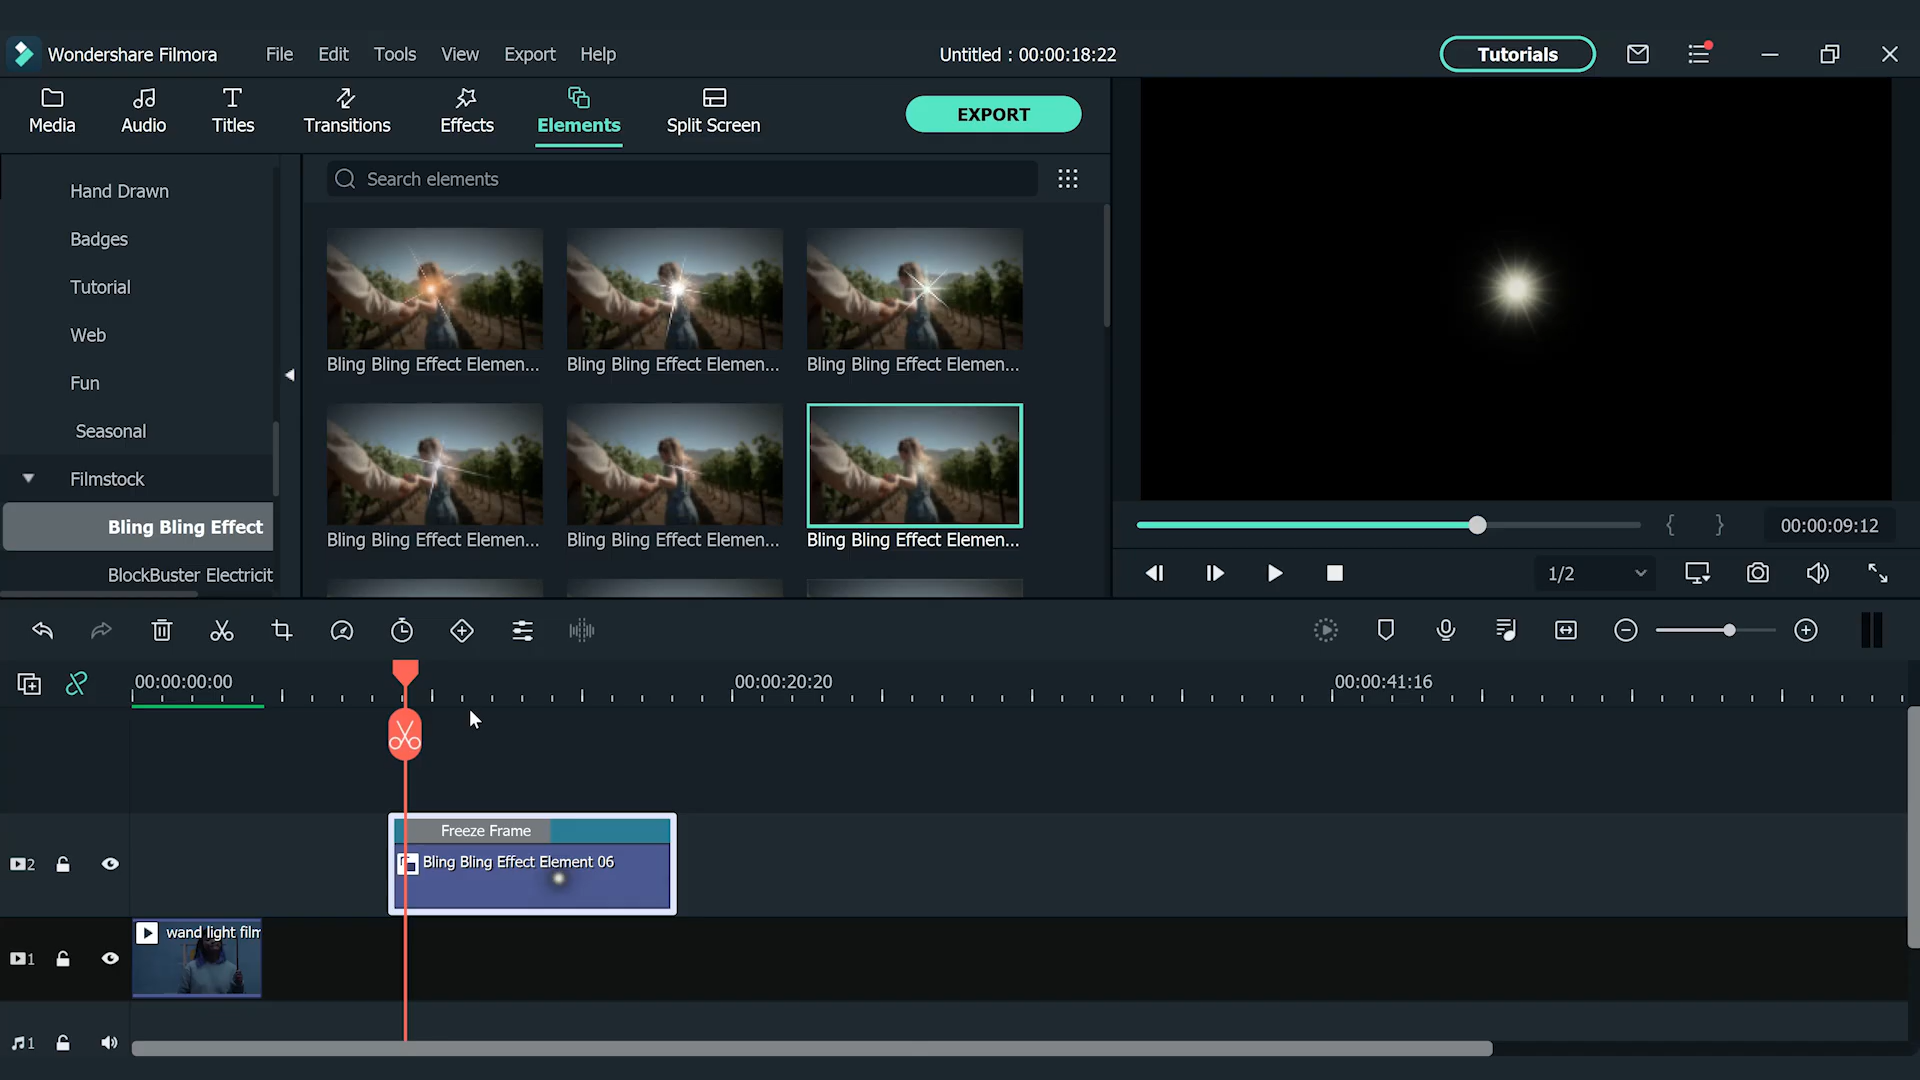 Wondershare Filmora File Edit Tools View Export Help Untitled : 00:00:18:22 Tutorials
Media Audio Titles Transitions Effects Elements Split Screen EXPORT
Search elements
Hand Drawn
Badges
Tutorial
Web
Fun
Seasonal
Filmstock
Bling Bling Effect
BlockBuster Electricit
Bling Bling Effect Elemen... Bling Bling Effect Elemen... Bling Bling Effect Elemen...
Bling Bling Effect Elemen... Bling Bling Effect Elemen... Bling Bling Effect Elemen...
{ } 00:00:09:12
1/2
00:00:00:00 00:00:20:20 00:00:41:16
Freeze Frame
2 Bling Bling Effect Element 06
wand light film
1
1